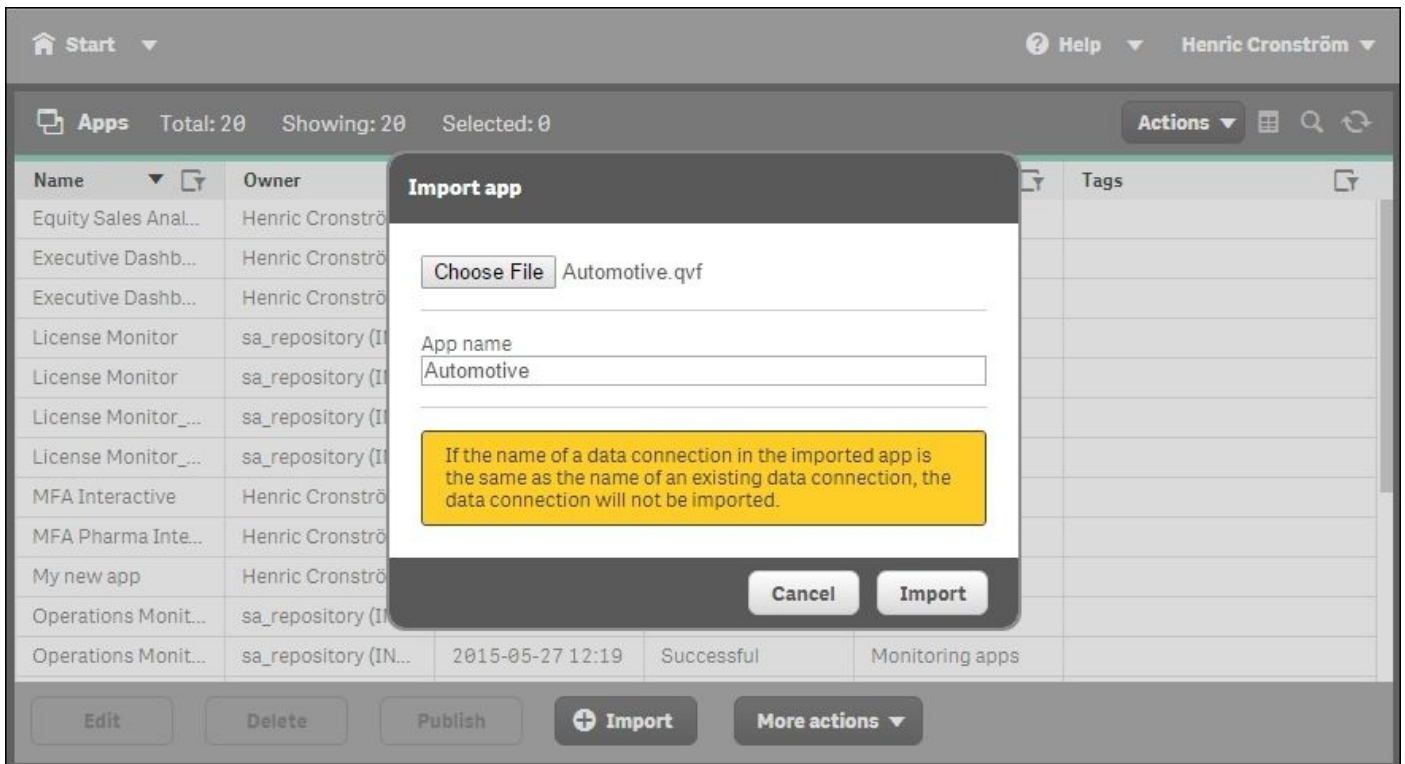 Start
Help
Henric Cronström
Apps Total: 20 Showing: 20 Selected: 0
Actions
Name Owner Tags
Import app
Equity Sales Anal... Henric Cronströ
Executive Dashb... Henric Cronströ
Choose File Automotive.qvf
Executive Dashb... Henric Cronströ
License Monitor sa_repository (I
App name
License Monitor sa_repository (I
Automotive
License Monitor_... sa_repository (I
License Monitor_... sa_repository (I
If the name of a data connection in the imported app is
the same as the name of an existing data connection, the
data connection will not be imported.
MFA Interactive Henric Cronströ
MFA Pharma Inte... Henric Cronströ
My new app Henric Cronströ
Cancel Import
Operations Monit... sa_repository (I
Operations Monit... sa_repository (IN... 2015-05-27 12:19 Successful Monitoring apps
Edit Delete Publish Import More actions